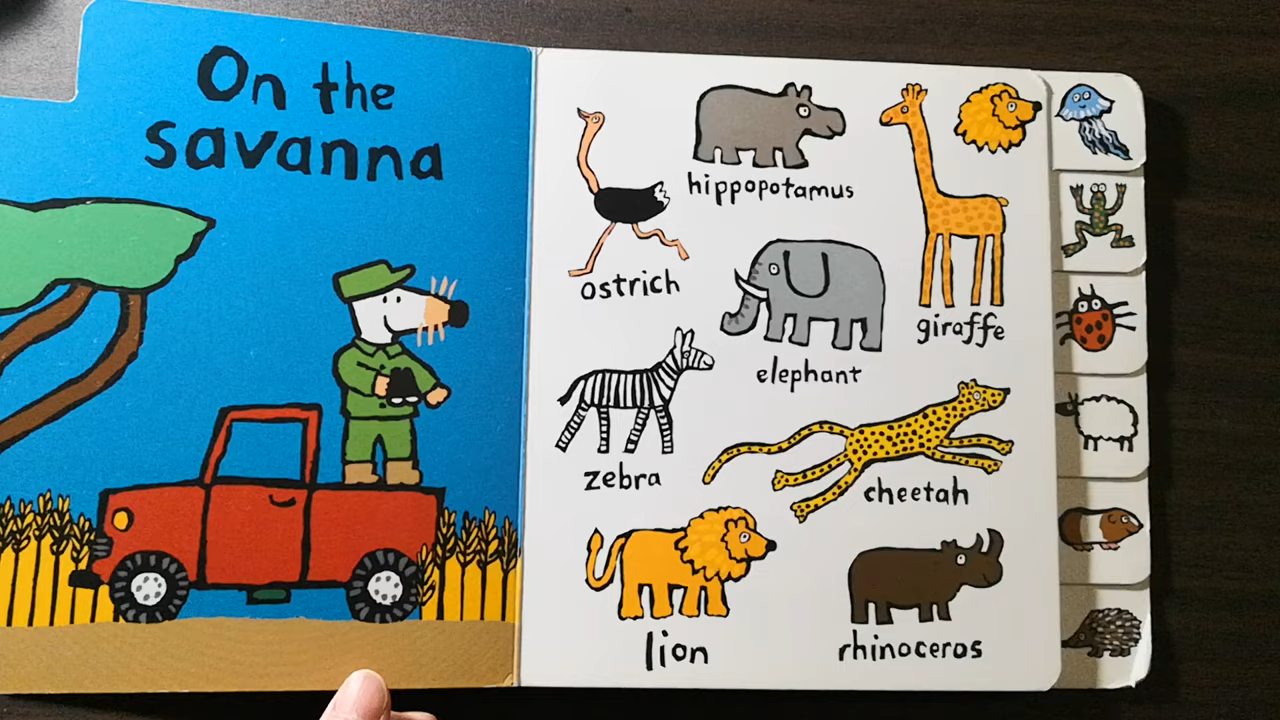 On the
savanna
hippopotamus
ostrich
giraffe
elephant
zebra
cheetah
lion
rhinoceros